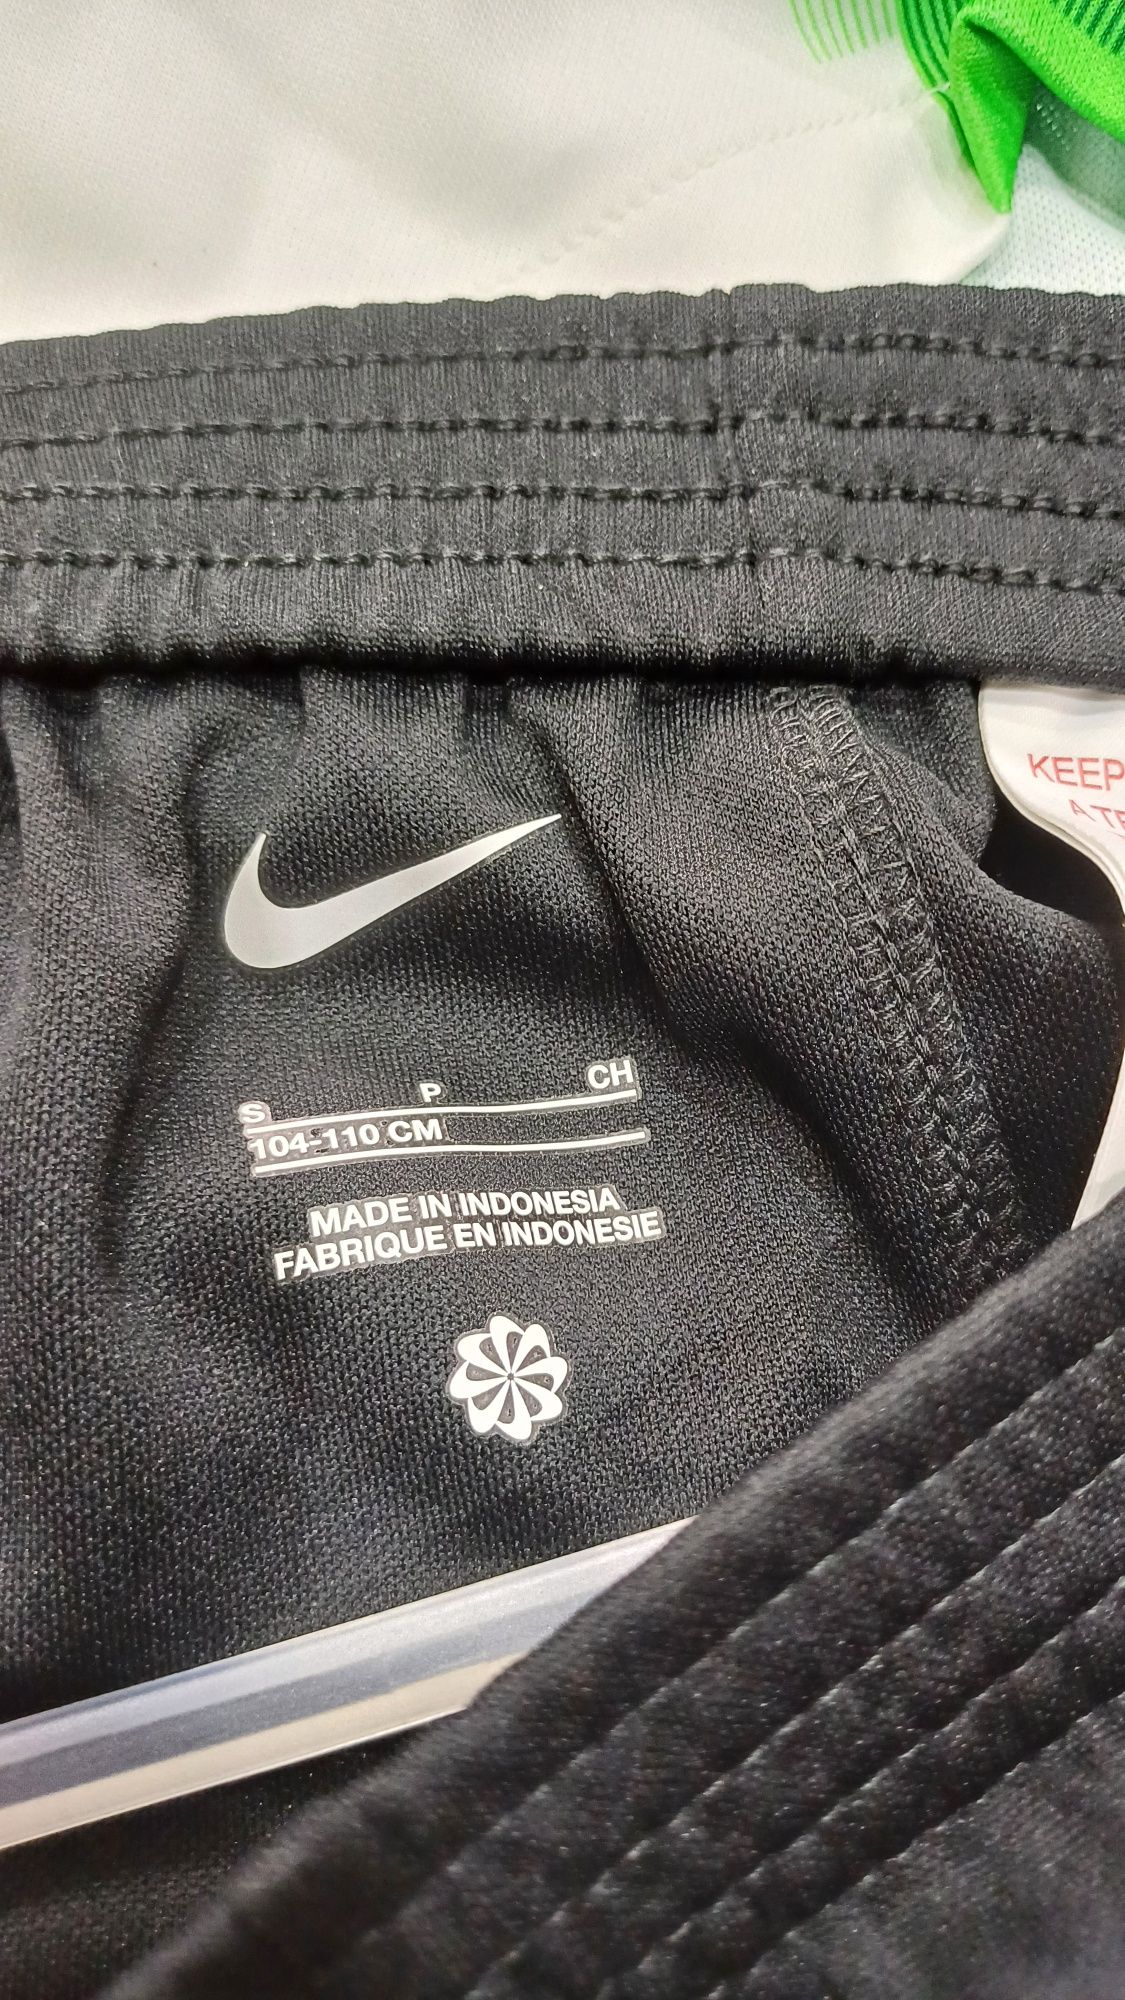 KEEP
S P CH
104-110 CM
MADE IN INDONESIA
FABRIQUE EN INDONESIE